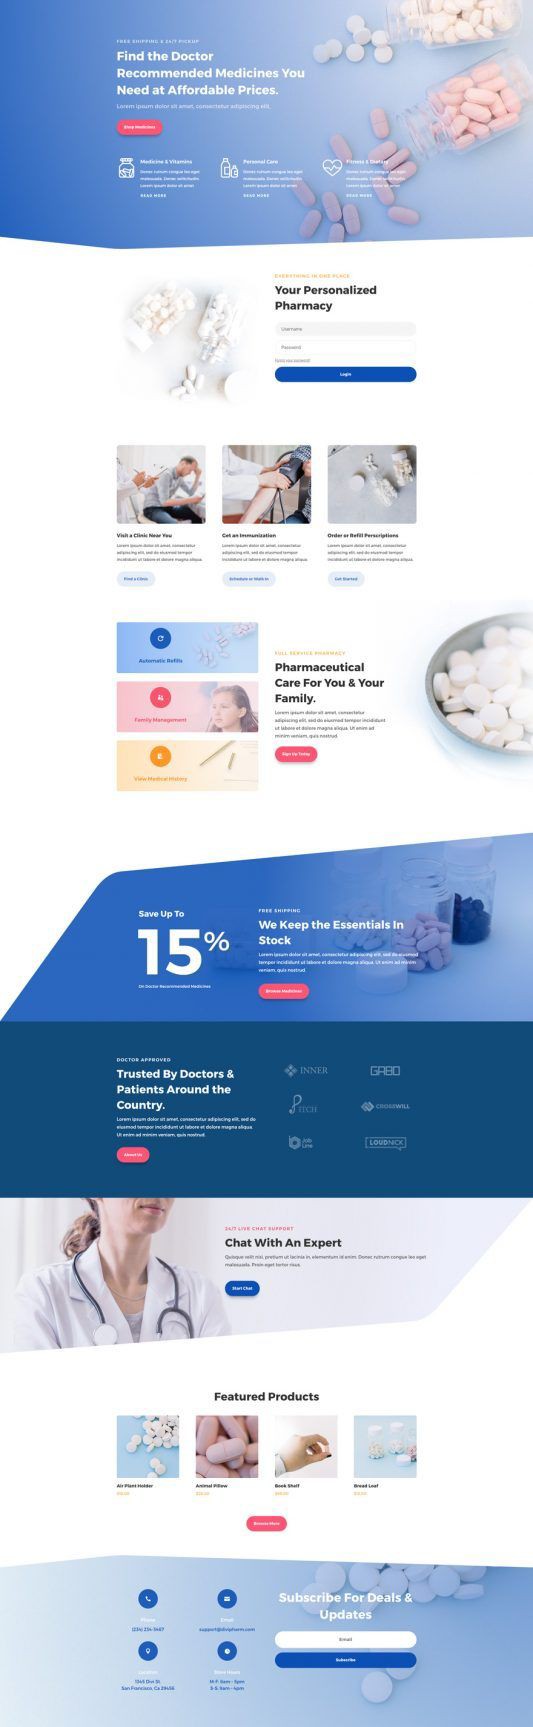 FREE SHIPPING & 24/7 PICKUP
Find the Doctor
Recommended Medicines You
Need at Affordable Prices.
Lorem ipsum dolor sit amet, consectetur adipiscing elit.
Shop Medicines
Medicine & Vitamins
Donec rutrum congue leo eget
malesuada. Donec sollicitudin
Lorem ipsum dolor sit amet
READ MORE
Personal Care
Donec rutrum congue leo eget
malesuada. Donec sollicitudin
Lorem ipsum dolor sit amet
READ MORE
Fitness & Dietary
Donec rutrum congue leo eget
malesuada. Donec sollicitudin
Lorem ipsum dolor sit amet
READ MORE
EVERYTHING IN ONE PLACE
Your Personalized
Pharmacy
Username
Password
Forgot your password?
Login
Visit a Clinic Near You
Lorem ipsum dolor sit amet, consectetur
adipiscing elit, sed do eiusmod tempor
incididunt ut labore et dolore magna aliqua.
Find a Clinic
Get an Immunization
Lorem ipsum dolor sit amet, consectetur
adipiscing elit, sed do eiusmod tempor
incididunt ut labore et dolore magna aliqua.
Schedule or Walk In
Order or Refill Perscriptions
Lorem ipsum dolor sit amet, consectetur
adipiscing elit, sed do eiusmod tempor
incididunt ut labore et dolore magna aliqua.
Get Started
Automatic Refills
Family Management
View Medical History
FULL SERVICE PHARMACY
Pharmaceutical
Care For You & Your
Family.
Lorem ipsum dolor sit amet, consectetur
adipiscing elit, sed do eiusmod tempor
incididunt ut labore et dolore magna aliqua. Ut enim ad
minim veniam, quis nostrud.
Sign Up Today
Save Up To
15%
On Doctor Recommended Medicines
FREE SHIPPING
We Keep the Essentials In
Stock
Lorem ipsum dolor sit amet, consectetur adipiscing elit, sed do eiusmod
tempor incididunt ut labore et dolore magna aliqua. Ut enim ad minim
veniam, quis nostrud.
Browse Medicines
DOCTOR APPROVED
Trusted By Doctors &
Patients Around the
Country.
Lorem ipsum dolor sit amet, consectetur adipiscing elit, sed do
eiusmod tempor incididunt ut labore et dolore magna aliqua.
Ut enim ad minim veniam, quis nostrud.
About Us
INNER
GABO
PTECH
CROSSWILL
Job
Line
LOUDNICK
24/7 LIVE CHAT SUPPORT
Chat With An Expert
Quisque velit nisi, pretium ut lacinia in, elementum id enim. Donec rutrum congue leo eget
malesuada. Proin eget tortor risus.
Start Chat
Featured Products
Air Plant Holder
Animal Pillow
Book Shelf
Bread Loaf
Browse More
Phone
(234) 234-3467
Email
support@divipharm.com
Location
1345 Divi St.
San Francisco, Ca 29456
Store Hours
M-F: 8am - 5pm
S-S: 9am - 4pm
Subscribe For Deals &
Updates
Email
Subscribe